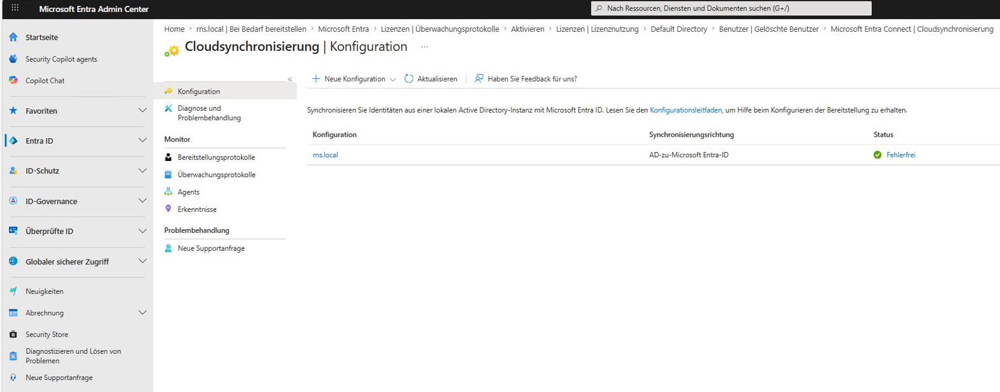 Microsoft Entra Admin Center
Nach Ressourcen, Diensten und Dokumenten suchen (G+/)
Home > rns.local | Bei Bedarf bereitstellen > Microsoft Entra > Lizenzen | Überwachungsprotokolle > Aktivieren > Lizenzen | Lizenznutzung > Default Directory > Benutzer | Gelöschte Benutzer > Microsoft Entra Connect | Cloudsynchronisierung
Cloudsynchronisierung | Konfiguration ...
Startseite
Security Copilot agents
Copilot Chat
Favoriten
Entra ID
ID-Schutz
ID-Governance
Überprüfte ID
Globaler sicherer Zugriff
Neuigkeiten
Abrechnung
Security Store
Diagnostizieren und Lösen von
Problemen
Neue Supportanfrage
«
Konfiguration
Diagnose und
Problembehandlung
Monitor
Bereitstellungsprotokolle
Überwachungsprotokolle
Agents
Erkenntnisse
Problembehandlung
Neue Supportanfrage
Neue Konfiguration Aktualisieren Haben Sie Feedback für uns?
Synchronisieren Sie Identitäten aus einer lokalen Active Directory-Instanz mit Microsoft Entra ID. Lesen Sie den Konfigurationsleitfaden, um Hilfe beim Konfigurieren der Bereitstellung zu erhalten.
Konfiguration Synchronisierungsrichtung Status
rns.local AD-zu-Microsoft Entra-ID Fehlerfrei